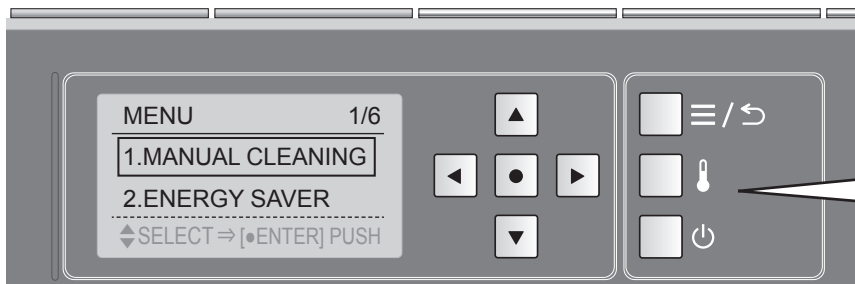 MENU 1/6
1.MANUAL CLEANING
2.ENERGY SAVER
SELECT⇒[●ENTER] PUSH